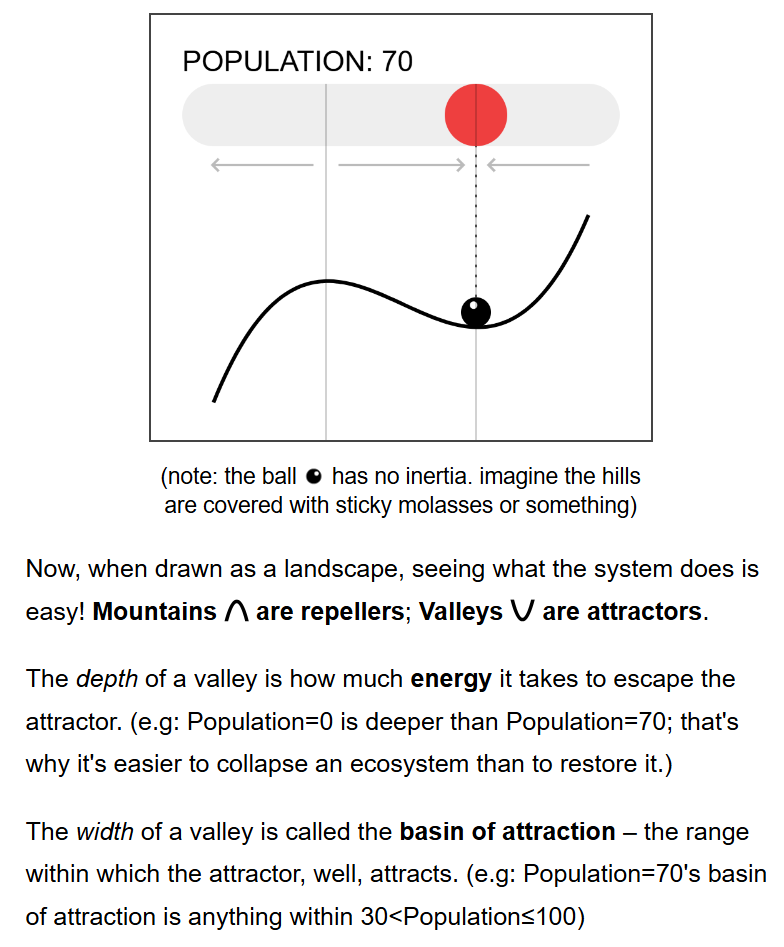 POPULATION: 70
(note: the ball has no inertia. imagine the hills
are covered with sticky molasses or something)
Now, when drawn as a landscape, seeing what the system does is
easy! Mountains are repellers; Valleys are attractors.
The depth of a valley is how much energy it takes to escape the
attractor. (e.g: Population=0 is deeper than Population=70; that's
why it's easier to collapse an ecosystem than to restore it.)
The width of a valley is called the basin of attraction – the range
within which the attractor, well, attracts. (e.g: Population=70's basin
of attraction is anything within 30<Population≤100)